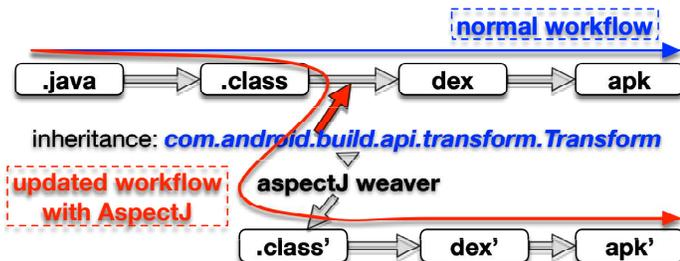 normal workflow
.java .class dex apk
inheritance: com.android.build.api.transform.Transform
updated workflow
with AspectJ
aspectJ weaver
.class’ dex’ apk’